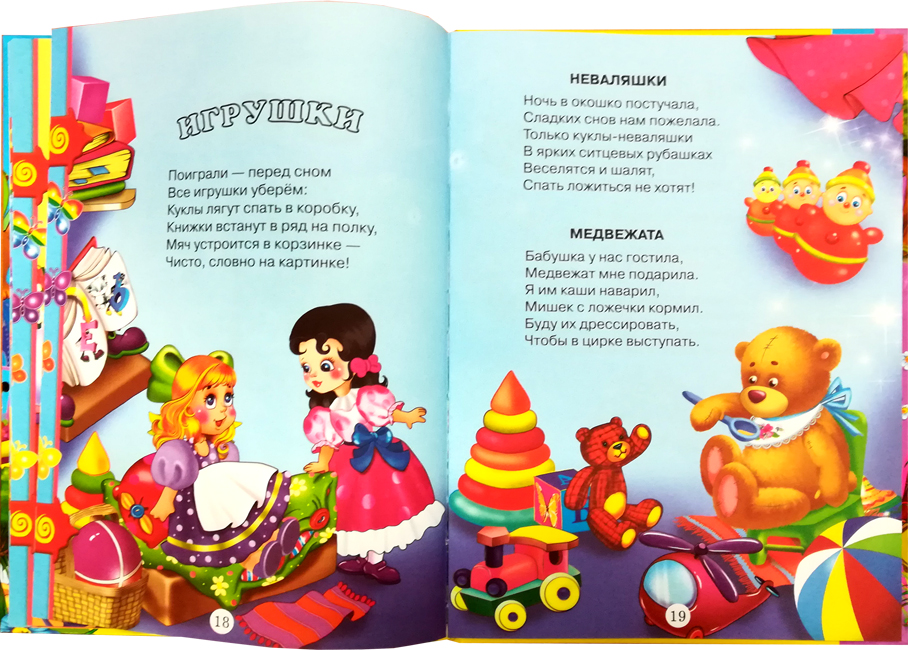 ИГРУШКИ
Поиграли — перед сном
Все игрушки уберём:
Куклы лягут спать в коробку,
Книжки встанут в ряд на полку,
Мяч устроится в корзинке —
Чисто, словно на картинке!
18
НЕВАЛЯШКИ
Ночь в окошко постучала,
Сладких снов нам пожелала.
Только куклы-неваляшки
В ярких ситцевых рубашках
Веселятся и шалят,
Спать ложиться не хотят!
МЕДВЕЖАТА
Бабушка у нас гостила,
Медвежат мне подарила.
Я им каши наварил,
Мишек с ложечки кормил.
Буду их дрессировать,
Чтобы в цирке выступать.
19